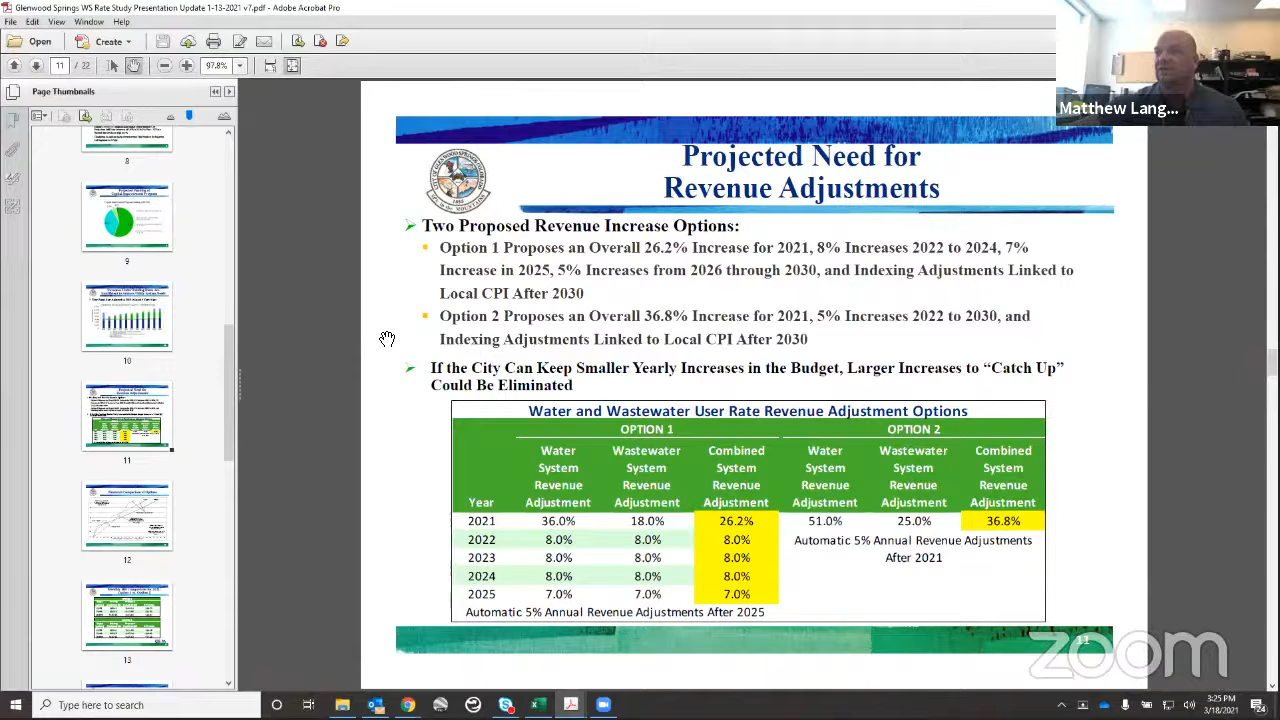 Glenwood Springs WS Rate Study Presentation Update 1-13-2021 v7.pdf - Adobe Acrobat Pro
File Edit View Window Help
Open
Create
11 / 22
97.8%
Page Thumbnails
8
9
10
11
12
13
Matthew Lang...
Projected Need for
Revenue Adjustments
Two Proposed Revenue Increase Options:
Option 1 Proposes an Overall 26.2% Increase for 2021, 8% Increases 2022 to 2024, 7%
Increase in 2025, 5% Increases from 2026 through 2030, and Indexing Adjustments Linked to
Local CPI After 2030
Option 2 Proposes an Overall 36.8% Increase for 2021, 5% Increases 2022 to 2030, and
Indexing Adjustments Linked to Local CPI After 2030
If the City Can Keep Smaller Yearly Increases in the Budget, Larger Increases to “Catch Up”
Could Be Eliminated
Water and Wastewater User Rate Revenue Adjustment Options
OPTION 1 OPTION 2
Water Wastewater Combined Water Wastewater Combined
System System System System System System
Revenue Revenue Revenue Revenue Revenue Revenue
Year Adjustment Adjustment Adjustment Adjustment Adjustment Adjustment
2021 36.0% 18.0% 26.2% 51.0% 25.0% 36.8%
2022 8.0% 8.0% 8.0% Automatic 5% Annual Revenue Adjustments
2023 8.0% 8.0% 8.0% After 2021
2024 8.0% 8.0% 8.0%
2025 7.0% 7.0% 7.0%
Automatic 5% Annual Revenue Adjustments After 2025
11
zoom
Type here to search
3:25 PM
3/18/2021
24